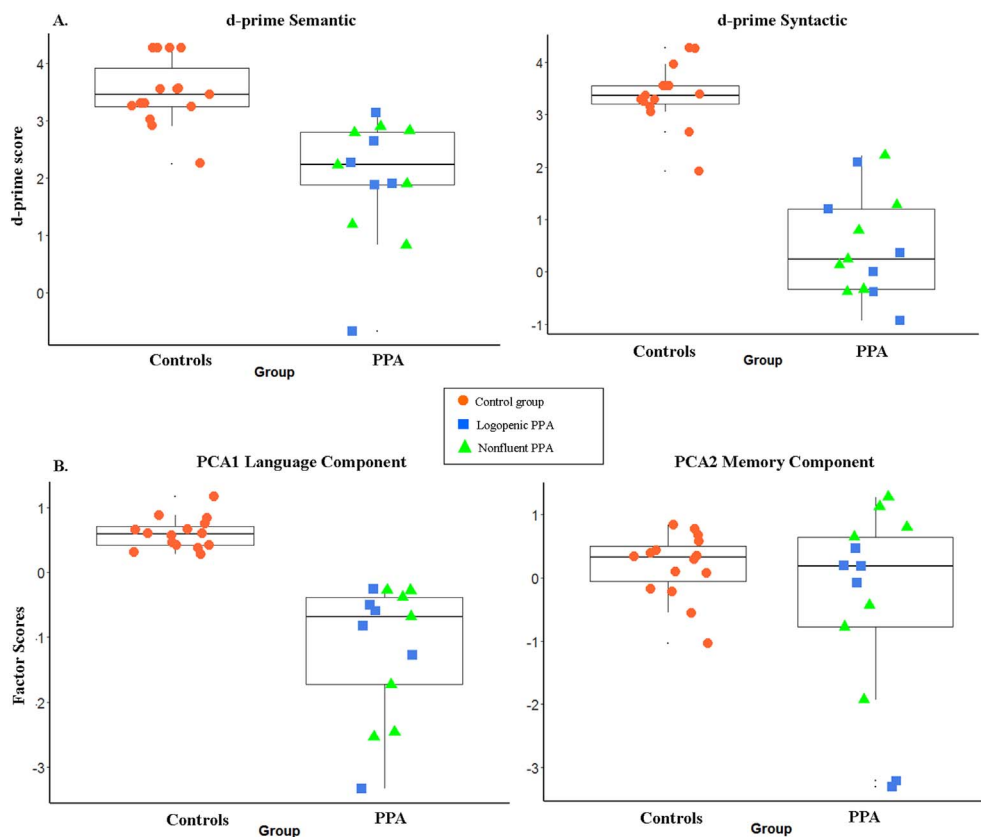 A.
d-prime Semantic
d-prime Syntactic
d-prime score
4
3
2
1
0
4
3
2
1
0
-1
Controls
PPA
Group
Controls
PPA
Group
Control group
Logopenic PPA
Nonfluent PPA
B.
PCA1 Language Component
PCA2 Memory Component
Factor Scores
1
0
-1
-2
-3
1
0
-1
-2
-3
Controls
PPA
Group
Controls
PPA
Group